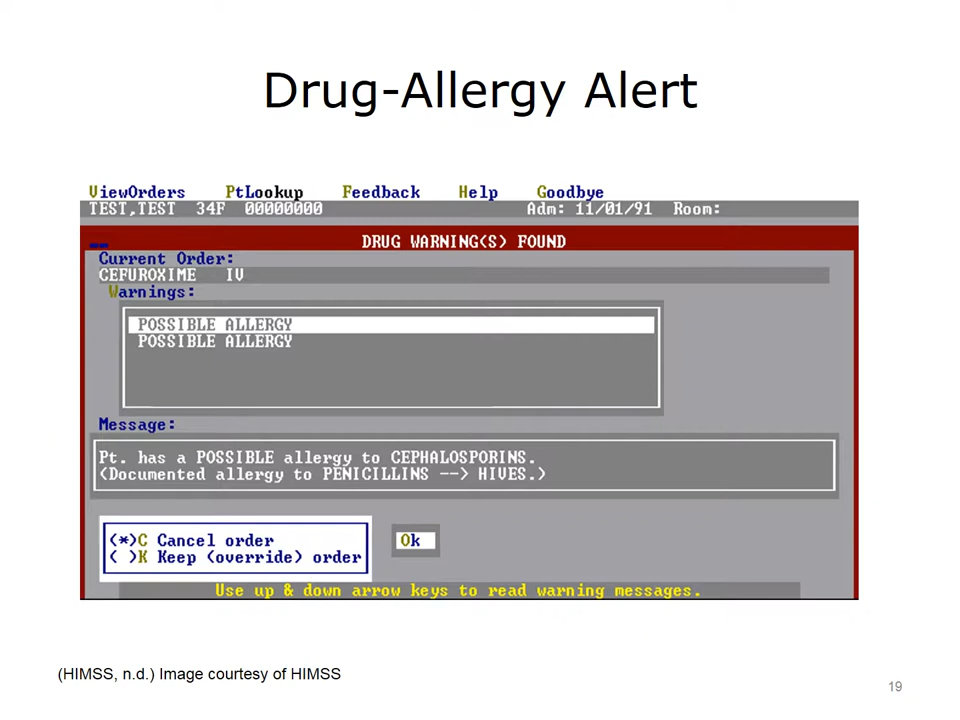 Drug-Allergy Alert
ViewOrders PtLookup Feedback Help Goodbye
TEST,TEST 34F 00000000 Adm: 11/01/91 Room:
DRUG WARNING(S) FOUND
Current Order:
CEFUROXIME IV
Warnings:
POSSIBLE ALLERGY
POSSIBLE ALLERGY
Message:
Pt. has a POSSIBLE allergy to CEPHALOSPORINS.
(Documented allergy to PENICILLINS --> HIVES.)
(*)C Cancel order Ok
( )K Keep (override) order
Use up & down arrow keys to read warning messages.
(HIMSS, n.d.) Image courtesy of HIMSS
19